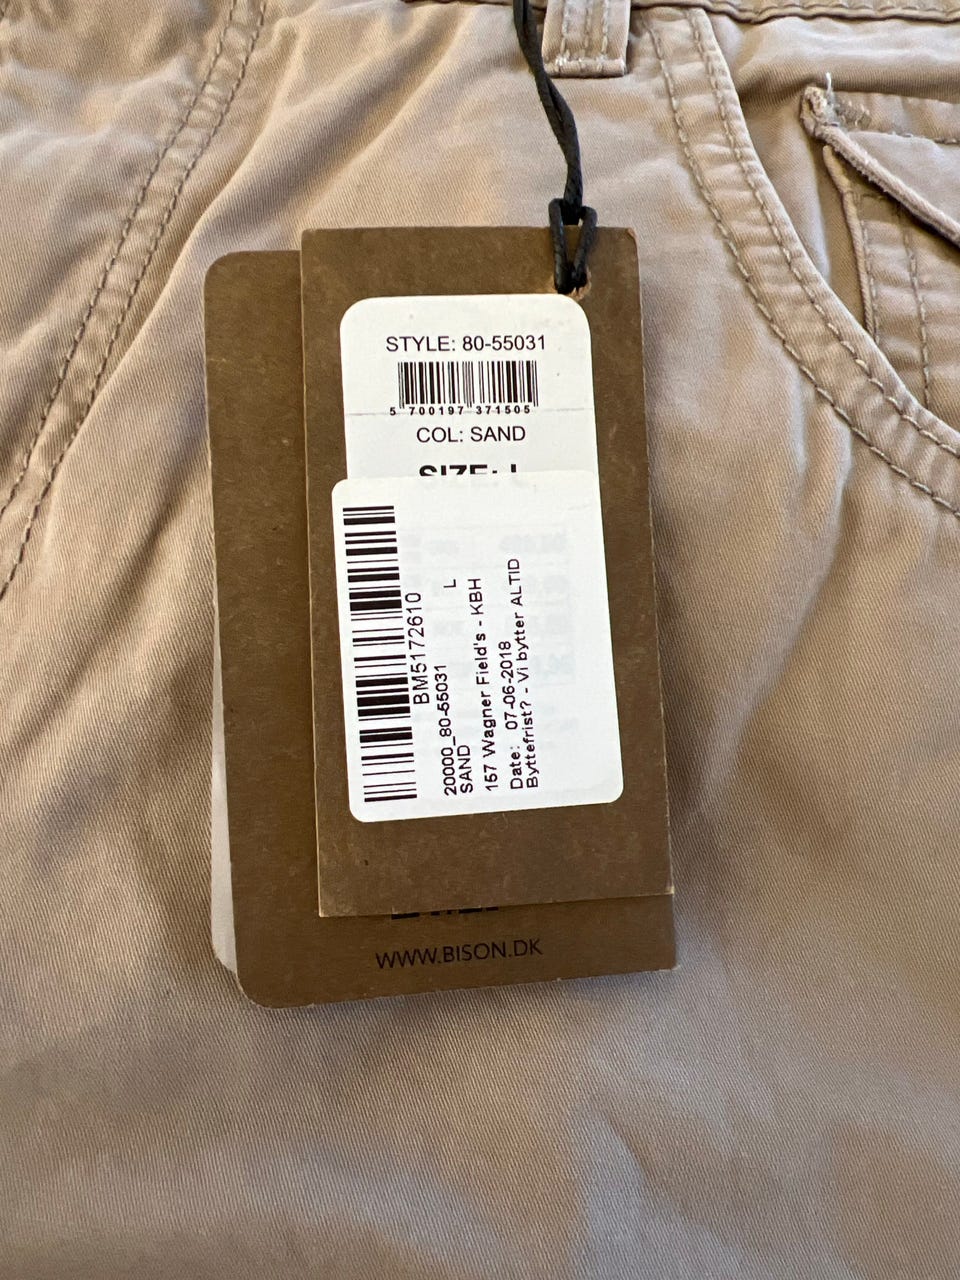 STYLE: 80-55031
5 700197 371505
COL: SAND
SIZE: L
BM5172610
20000_80-55031 L
SAND
157 Wagner Field's - KBH
Date: 07-06-2018
Byttefrist? - Vi bytter ALTID
WWW.BISON.DK